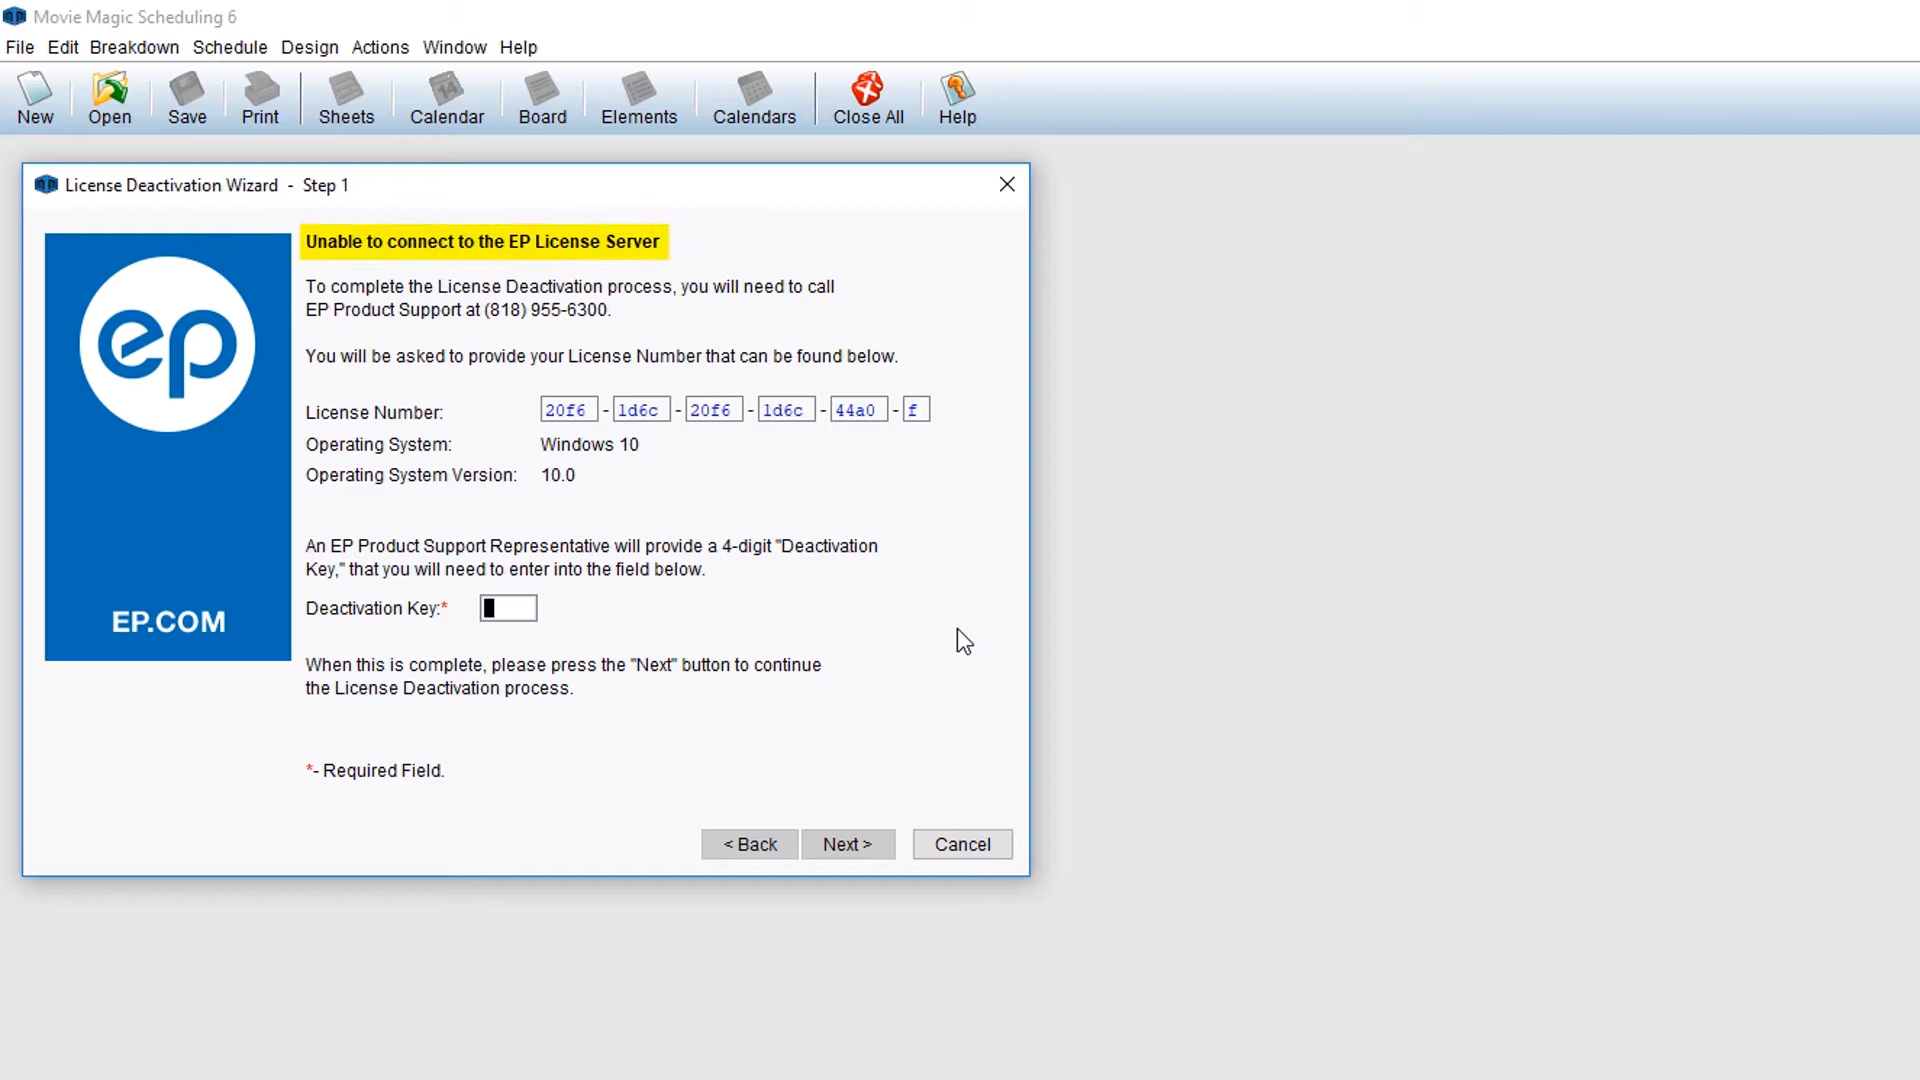 Movie Magic Scheduling 6
File Edit Breakdown Schedule Design Actions Window Help
New Open Save Print Sheets Calendar Board Elements Calendars Close All Help
14
License Deactivation Wizard - Step 1
ep
EP.COM
Unable to connect to the EP License Server
To complete the License Deactivation process, you will need to call
EP Product Support at (818) 955-6300.
You will be asked to provide your License Number that can be found below.
License Number: 20f6 - 1d6c - 20f6 - 1d6c - 44a0 - f
Operating System: Windows 10
Operating System Version: 10.0
An EP Product Support Representative will provide a 4-digit "Deactivation
Key," that you will need to enter into the field below.
Deactivation Key:*
When this is complete, please press the "Next" button to continue
the License Deactivation process.
*- Required Field.
< Back Next > Cancel